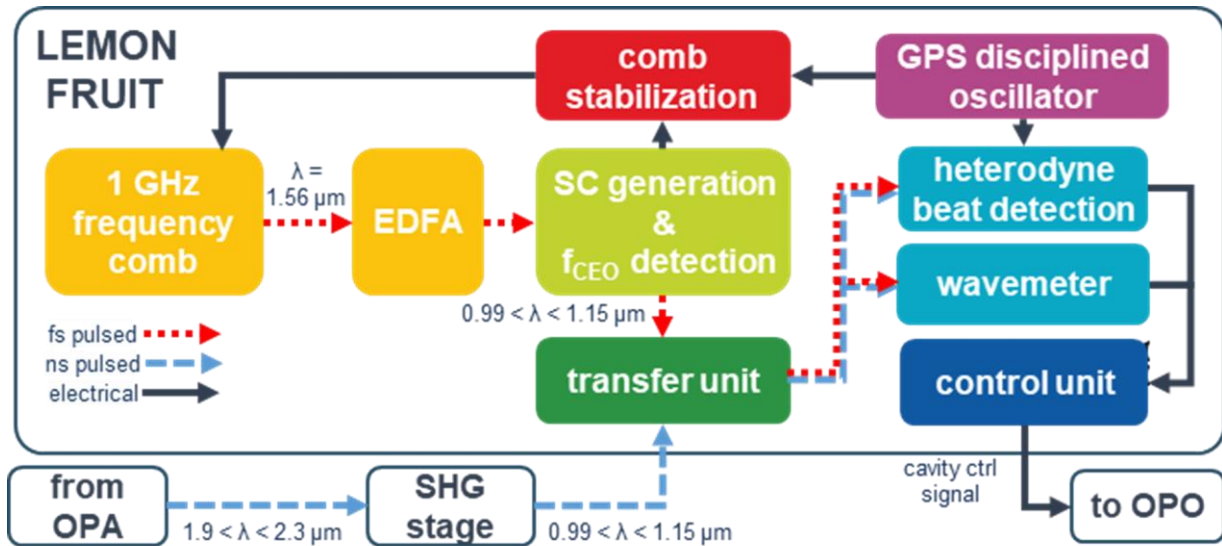 LEMON
FRUIT
comb
stabilization
GPS disciplined
oscillator
1 GHz
frequency
comb
λ =
1.56 µm
EDFA
SC generation
&
fCEO detection
heterodyne
beat detection
wavemeter
0.99 < λ < 1.15 µm
fs pulsed
ns pulsed
electrical
transfer unit
control unit
from
OPA
1.9 < λ < 2.3 µm
SHG
stage
0.99 < λ < 1.15 µm
cavity ctrl
signal
to OPO